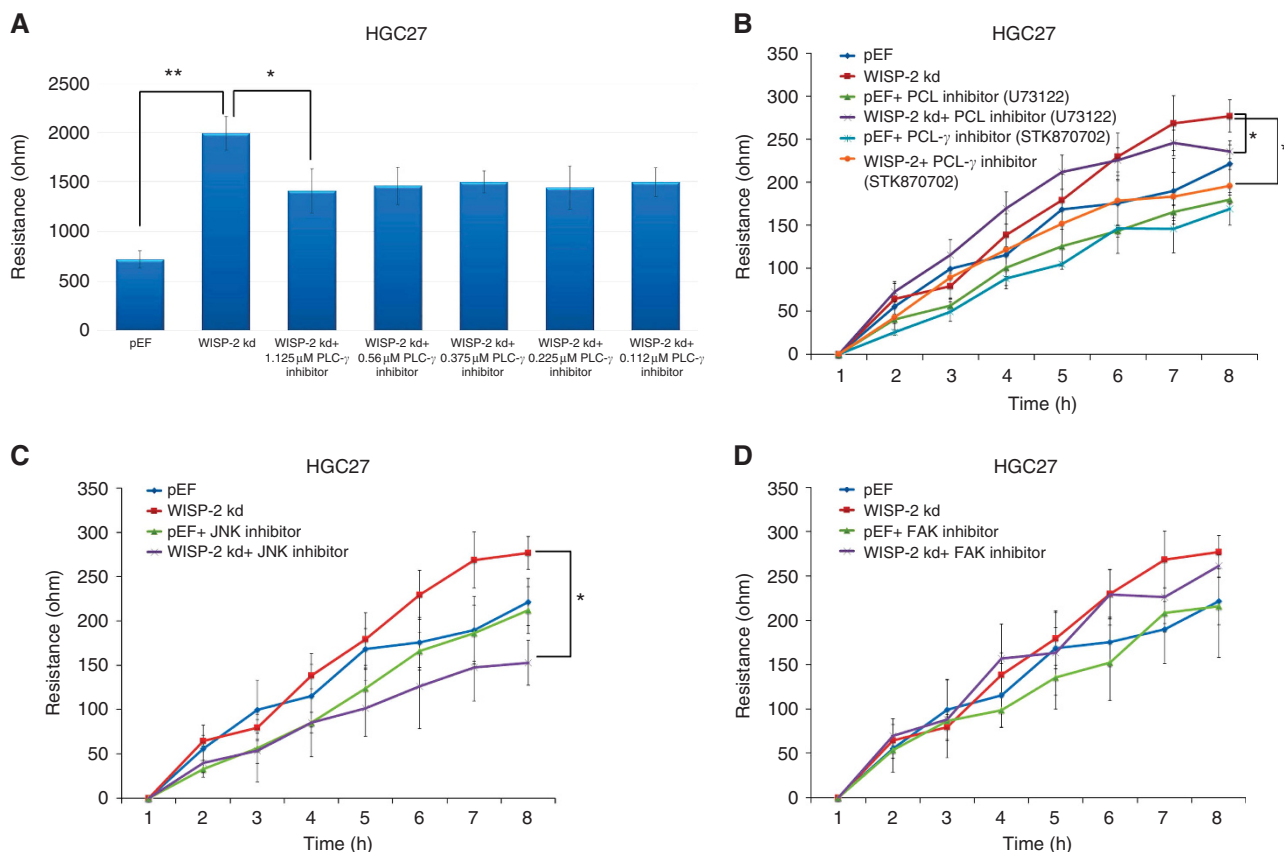 A
HGC27
Resistance (ohm)
2500
2000
1500
1000
500
0
**
*
pEF
WISP-2 kd
WISP-2 kd+
1.125 μM PLC-γ
inhibitor
WISP-2 kd+
0.56 μM PLC-γ
inhibitor
WISP-2 kd+
0.375 μM PLC-γ
inhibitor
WISP-2 kd+
0.225 μM PLC-γ
inhibitor
WISP-2 kd+
0.112 μM PLC-γ
inhibitor
B
HGC27
Resistance (ohm)
350
300
250
200
150
100
50
0
pEF
WISP-2 kd
pEF+ PCL inhibitor (U73122)
WISP-2 kd+ PCL inhibitor (U73122)
pEF+ PCL-γ inhibitor (STK870702)
WISP-2+ PCL-γ inhibitor
(STK870702)
*
*
1 2 3 4 5 6 7 8
Time (h)
C
HGC27
Resistance (ohm)
350
300
250
200
150
100
50
0
pEF
WISP-2 kd
pEF+ JNK inhibitor
WISP-2 kd+ JNK inhibitor
*
1 2 3 4 5 6 7 8
Time (h)
D
HGC27
Resistance (ohm)
350
300
250
200
150
100
50
0
pEF
WISP-2 kd
pEF+ FAK inhibitor
WISP-2 kd+ FAK inhibitor
1 2 3 4 5 6 7 8
Time (h)